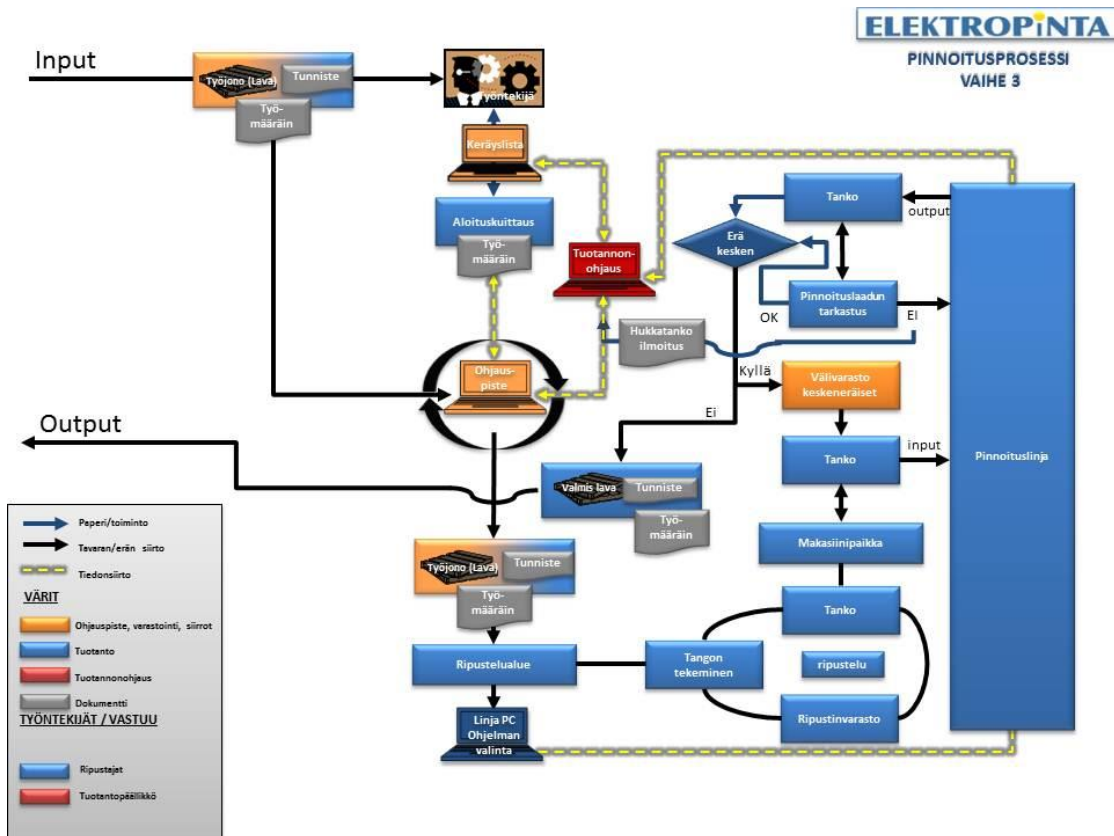 ELEKTROPiNTA
PINNOITUSPROSESSI
VAIHE 3
Input
Työjono (Lava)
Tunniste
Työ-
määräin
Työntekijä
Keräyslista
Aloituskuittaus
Työ-
määräin
Tuotannon-
ohjaus
Tanko
output
Erä
kesken
Pinnoituslaadun
tarkastus
OK
EI
Hukkatanko
ilmoitus
Ohjaus-
piste
Kyllä
Välivarasto
keskeneräiset
Ei
Output
Tanko
input
Pinnoituslinja
Valmis lava
Tunniste
Työ-
määräin
Makasiinipaikka
Työjono (Lava)
Tunniste
Työ-
määräin
Tanko
Ripustelualue
Tangon
tekeminen
ripustelu
Ripustinvarasto
Linja PC
Ohjelman
valinta
Paperi/toiminto
Tavaran/erän siirto
Tiedonsiirto
VÄRIT
Ohjauspiste, varastointi, siirrot
Tuotanto
Tuotannonohjaus
Dokumentti
TYÖNTEKIJÄT / VASTUU
Ripustajat
Tuotantopäällikkö